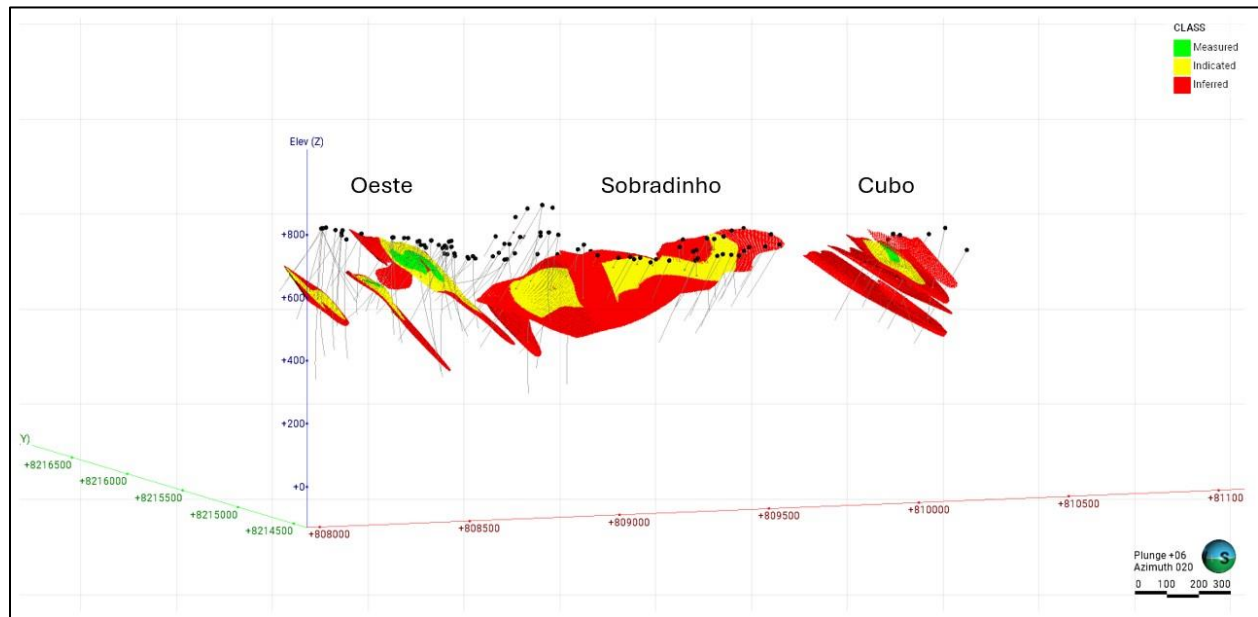 CLASS
Measured
Indicated
Inferred
Elev (Z)
Oeste
Sobradinho
Cubo
+800
+600
+400
+200
+0
Y)
+8216500
+8216000
+8215500
+8215000
+8214500
+808000
+808500
+809000
+809500
+810000
+810500
+81100
Plunge +06
Azimuth 020
S
0 100 200 300